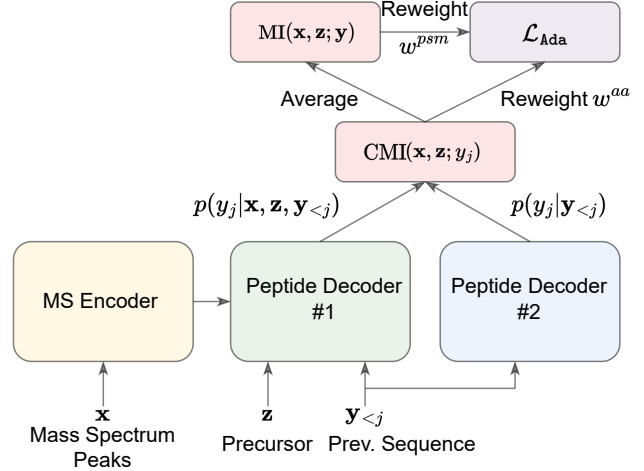 Reweight
MI(x, z; y)
w^{psm}
𝓛_Ada
Average
Reweight w^{aa}
CMI(x, z; y_j)
p(y_j|x, z, y_{<j})
p(y_j|y_{<j})
MS Encoder
Peptide Decoder
#1
Peptide Decoder
#2
x
Mass Spectrum
Peaks
z
Precursor
y_{<j}
Prev. Sequence